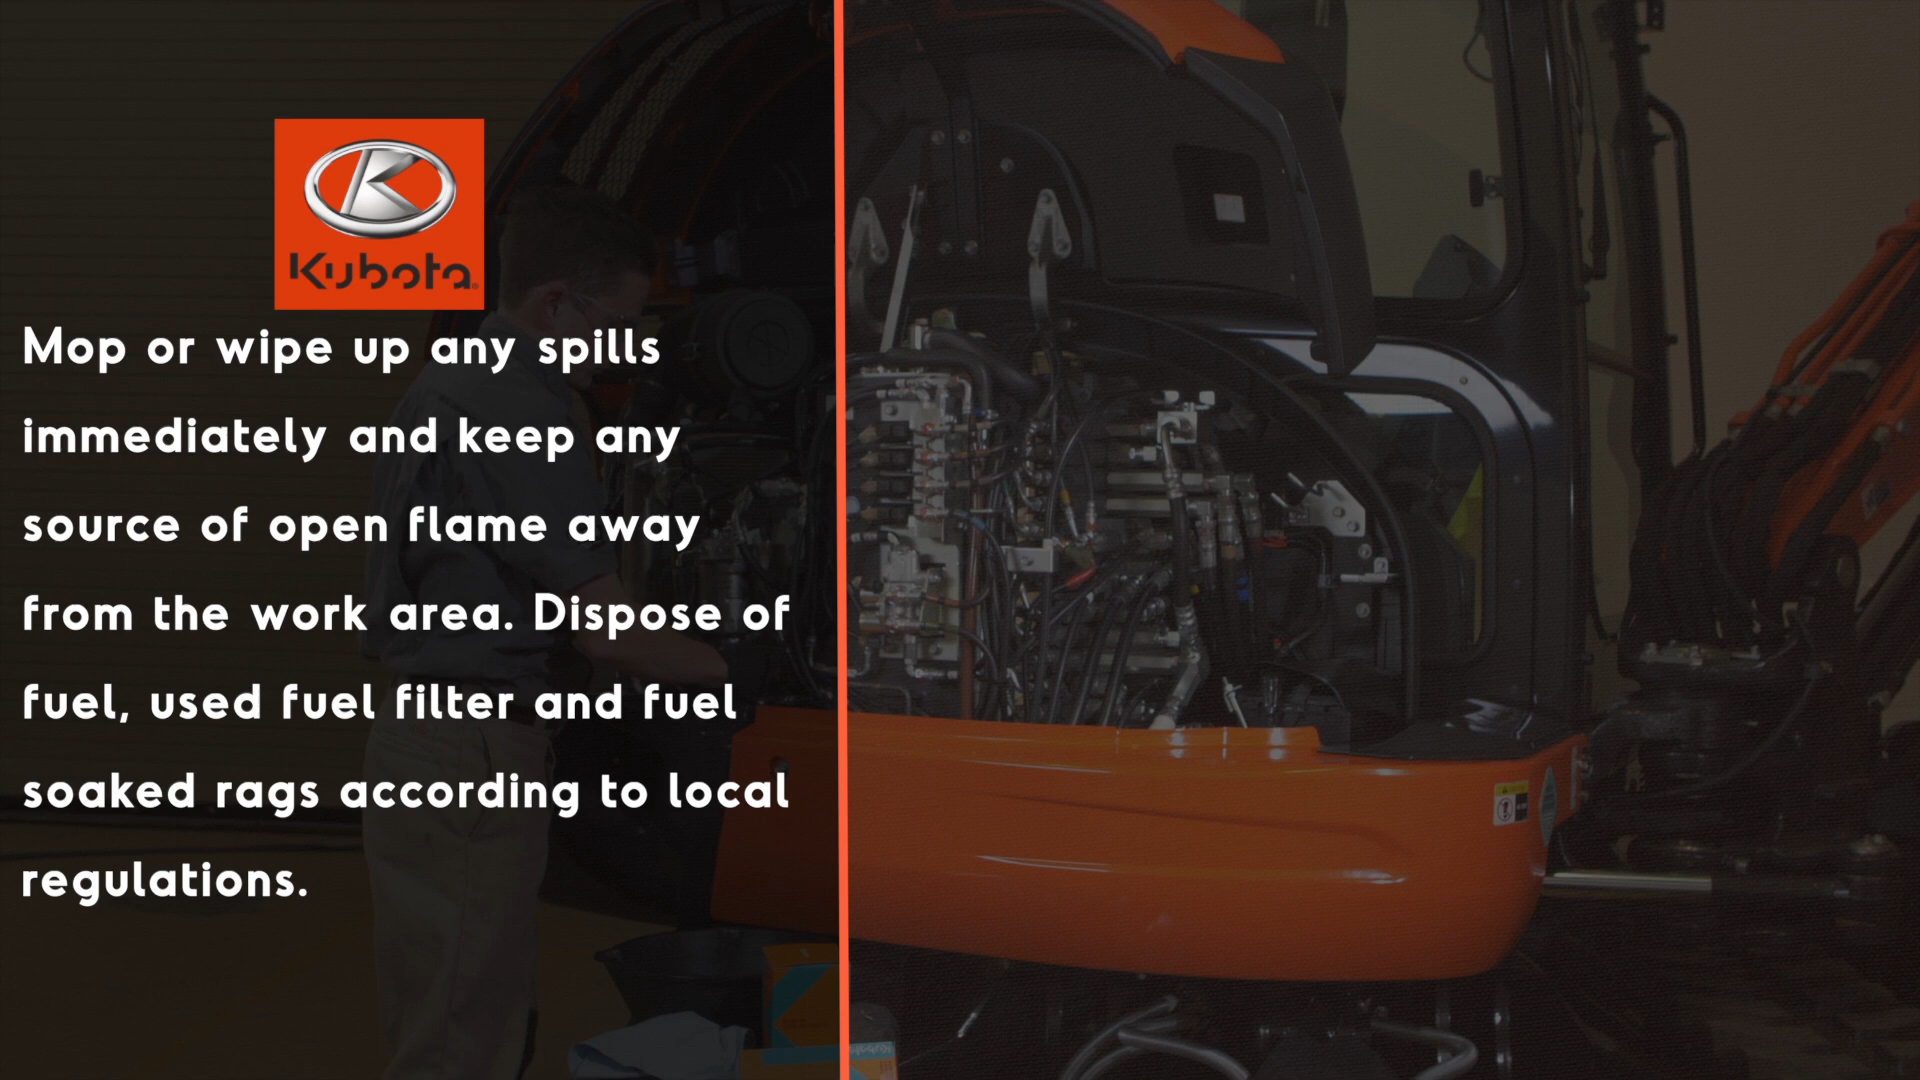 Kubota
Mop or wipe up any spills
immediately and keep any
source of open flame away
from the work area. Dispose of
fuel, used fuel filter and fuel
soaked rags according to local
regulations.